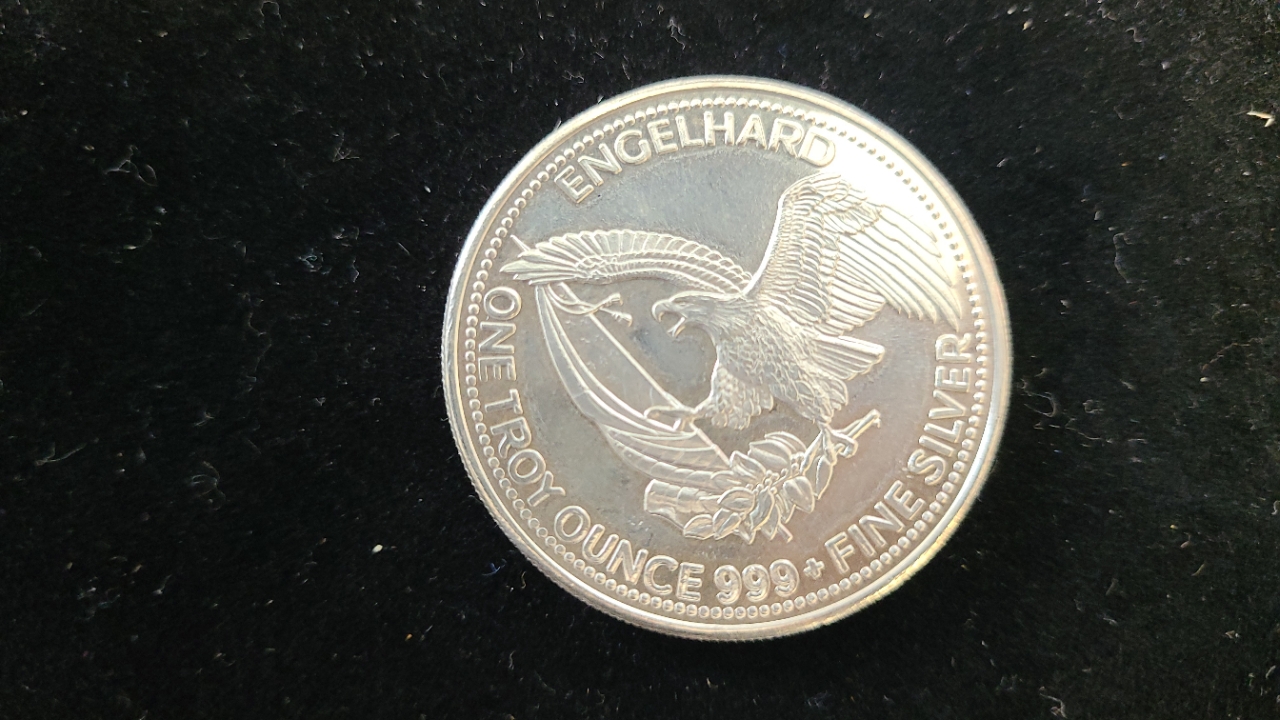 ENGELHARD
ONE TROY OUNCE 999+ FINE SILVER